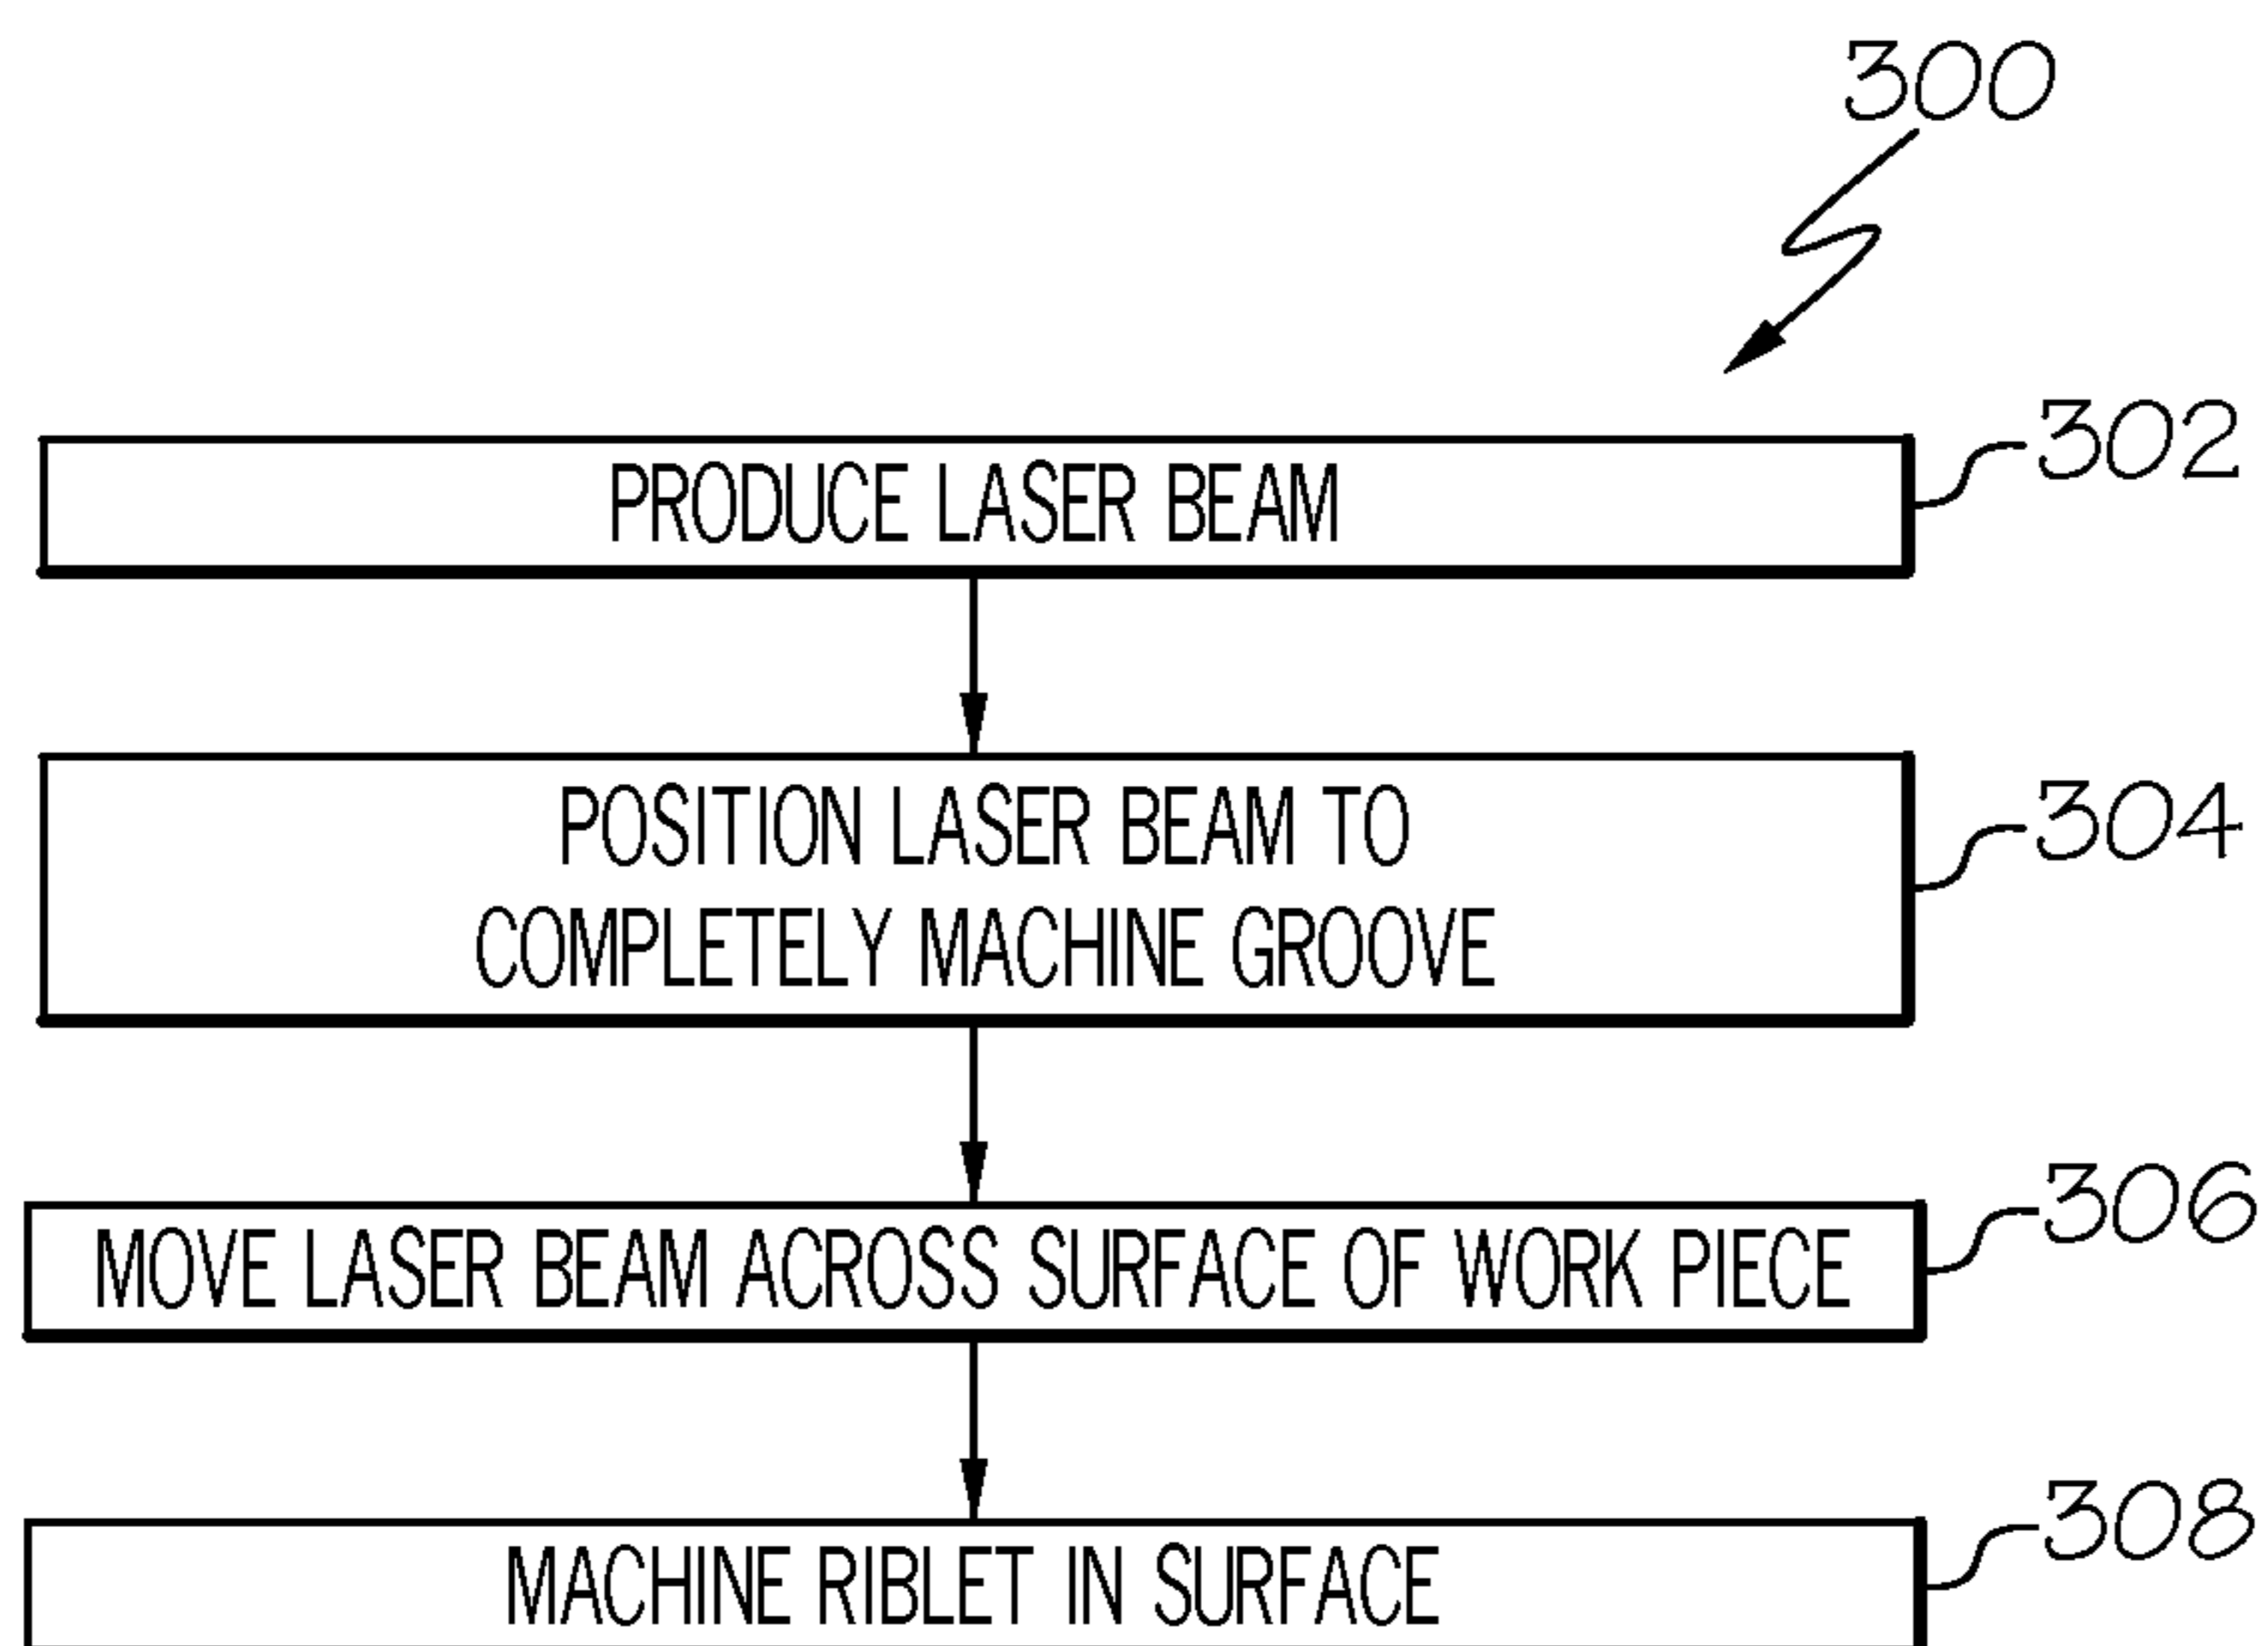 300
PRODUCE LASER BEAM
302
POSITION LASER BEAM TO
COMPLETELY MACHINE GROOVE
304
MOVE LASER BEAM ACROSS SURFACE OF WORK PIECE
306
MACHINE RIBLET IN SURFACE
308